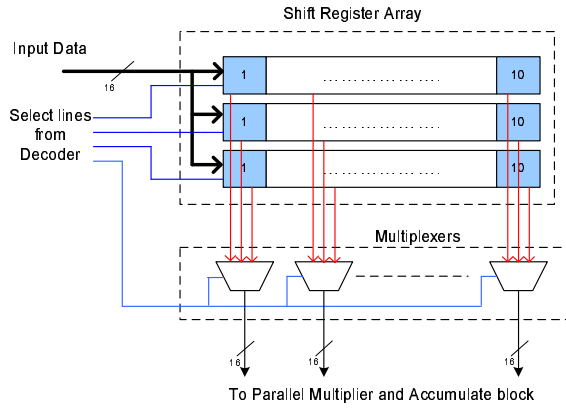 Shift Register Array
Input Data
16
1 ........................ 10
Select lines
from
Decoder
1 ........................ 10
1 ........................ 10
Multiplexers
16
16
16
To Parallel Multiplier and Accumulate block